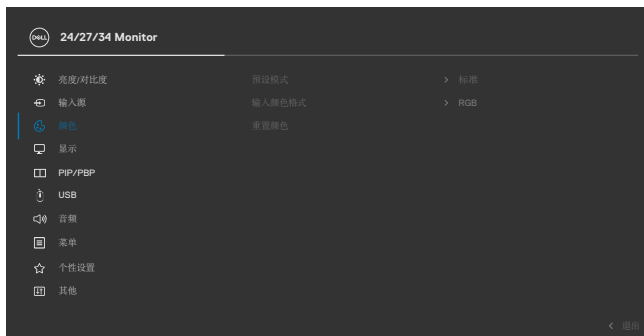 DELL
24/27/34 Monitor
亮度/对比度 预设模式 > 标准
输入源 输入颜色格式 > RGB
颜色 重置颜色
显示
PIP/PBP
USB
音频
菜单
个性设置
其他
< 退出